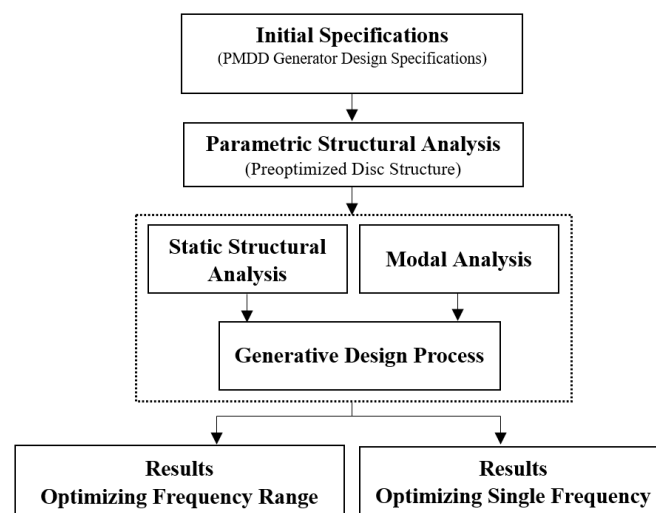 Initial Specifications
(PMDD Generator Design Specifications)
Parametric Structural Analysis
(Preoptimized Disc Structure)
Static Structural
Analysis
Modal Analysis
Generative Design Process
Results
Optimizing Frequency Range
Results
Optimizing Single Frequency